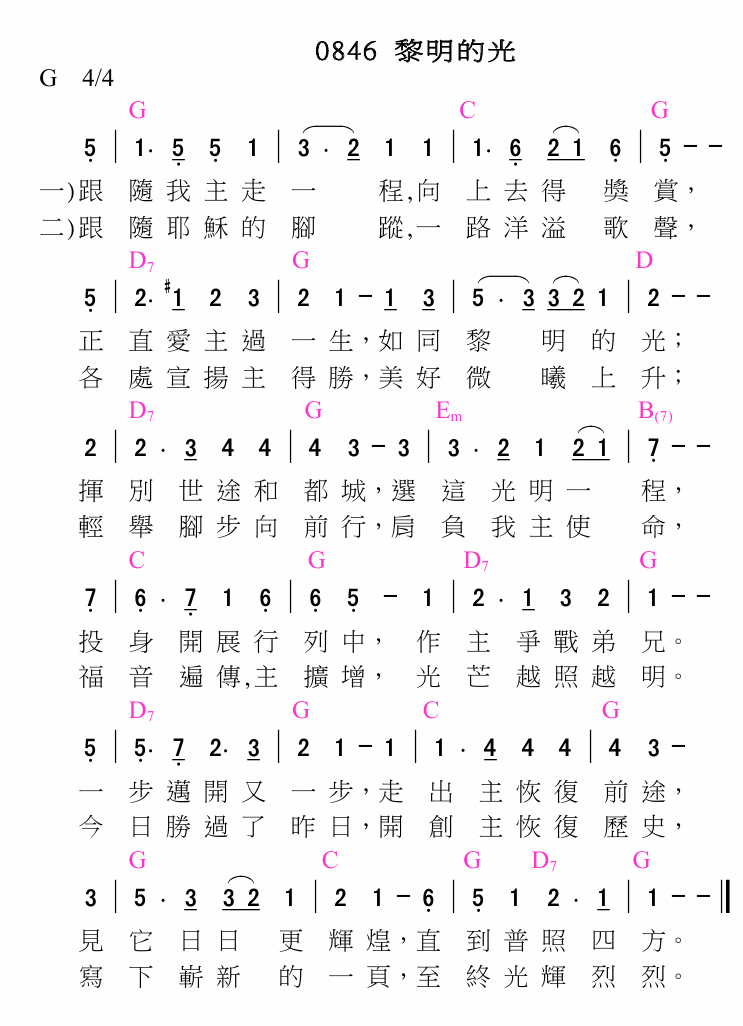 0846 黎明的光
G 4/4
G C G
5 | 1· 5 5 1 | 3 · 2 1 1 | 1· 6 2 1 6 | 5 - -
一)跟 隨我主走 一 程,向 上去得 獎賞，
二)跟 隨耶穌的 腳 蹤,一 路洋溢 歌聲，
D7 G D
5 | 2· #1 2 3 | 2 1 - 1 3 | 5 · 3 3 2 1 | 2 - -
正 直愛主過 一生，如同 黎 明的 光；
各 處宣揚主 得勝，美好 微 曦上 升；
D7 G Em B(7)
2 | 2 · 3 4 4 | 4 3 - 3 | 3 · 2 1 2 1 | 7 - -
揮 別 世途和 都城，選 這 光明一 程，
輕 舉 腳步向 前行，肩 負 我主使 命，
C G D7 G
7 | 6 · 7 1 6 | 6 5 - 1 | 2 · 1 3 2 | 1 - -
投 身 開展行 列中， 作 主 爭戰弟 兄。
福 音 遍傳,主 擴增， 光 芒 越照越 明。
D7 G C G
5 | 5· 7 2· 3 | 2 1 - 1 | 1 · 4 4 4 | 4 3 -
一 步邁開又 一步，走 出 主恢復 前途，
今 日勝過了 昨日，開 創 主恢復 歷史，
G C G D7 G
3 | 5 · 3 3 2 1 | 2 1 - 6 | 5 1 2 · 1 | 1 - - ‖
見 它 日日 更 輝煌，直 到普照四 方。
寫 下 嶄新 的 一頁，至 終光輝烈 烈。